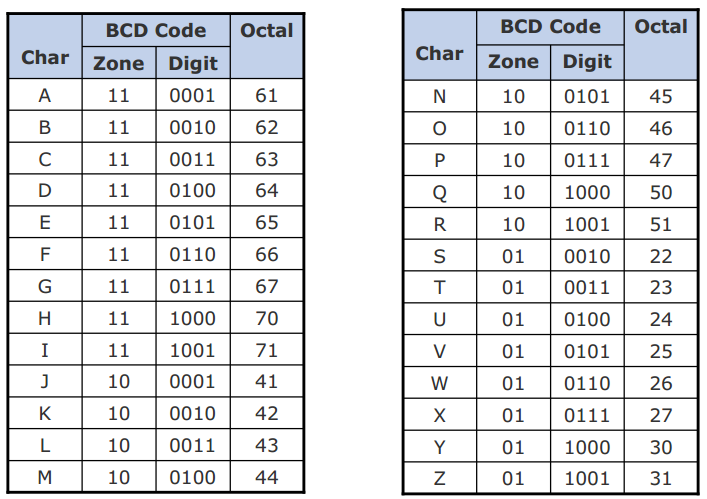 Char BCD Code Octal
Zone Digit
A 11 0001 61
B 11 0010 62
C 11 0011 63
D 11 0100 64
E 11 0101 65
F 11 0110 66
G 11 0111 67
H 11 1000 70
I 11 1001 71
J 10 0001 41
K 10 0010 42
L 10 0011 43
M 10 0100 44
Char BCD Code Octal
Zone Digit
N 10 0101 45
O 10 0110 46
P 10 0111 47
Q 10 1000 50
R 10 1001 51
S 01 0010 22
T 01 0011 23
U 01 0100 24
V 01 0101 25
W 01 0110 26
X 01 0111 27
Y 01 1000 30
Z 01 1001 31